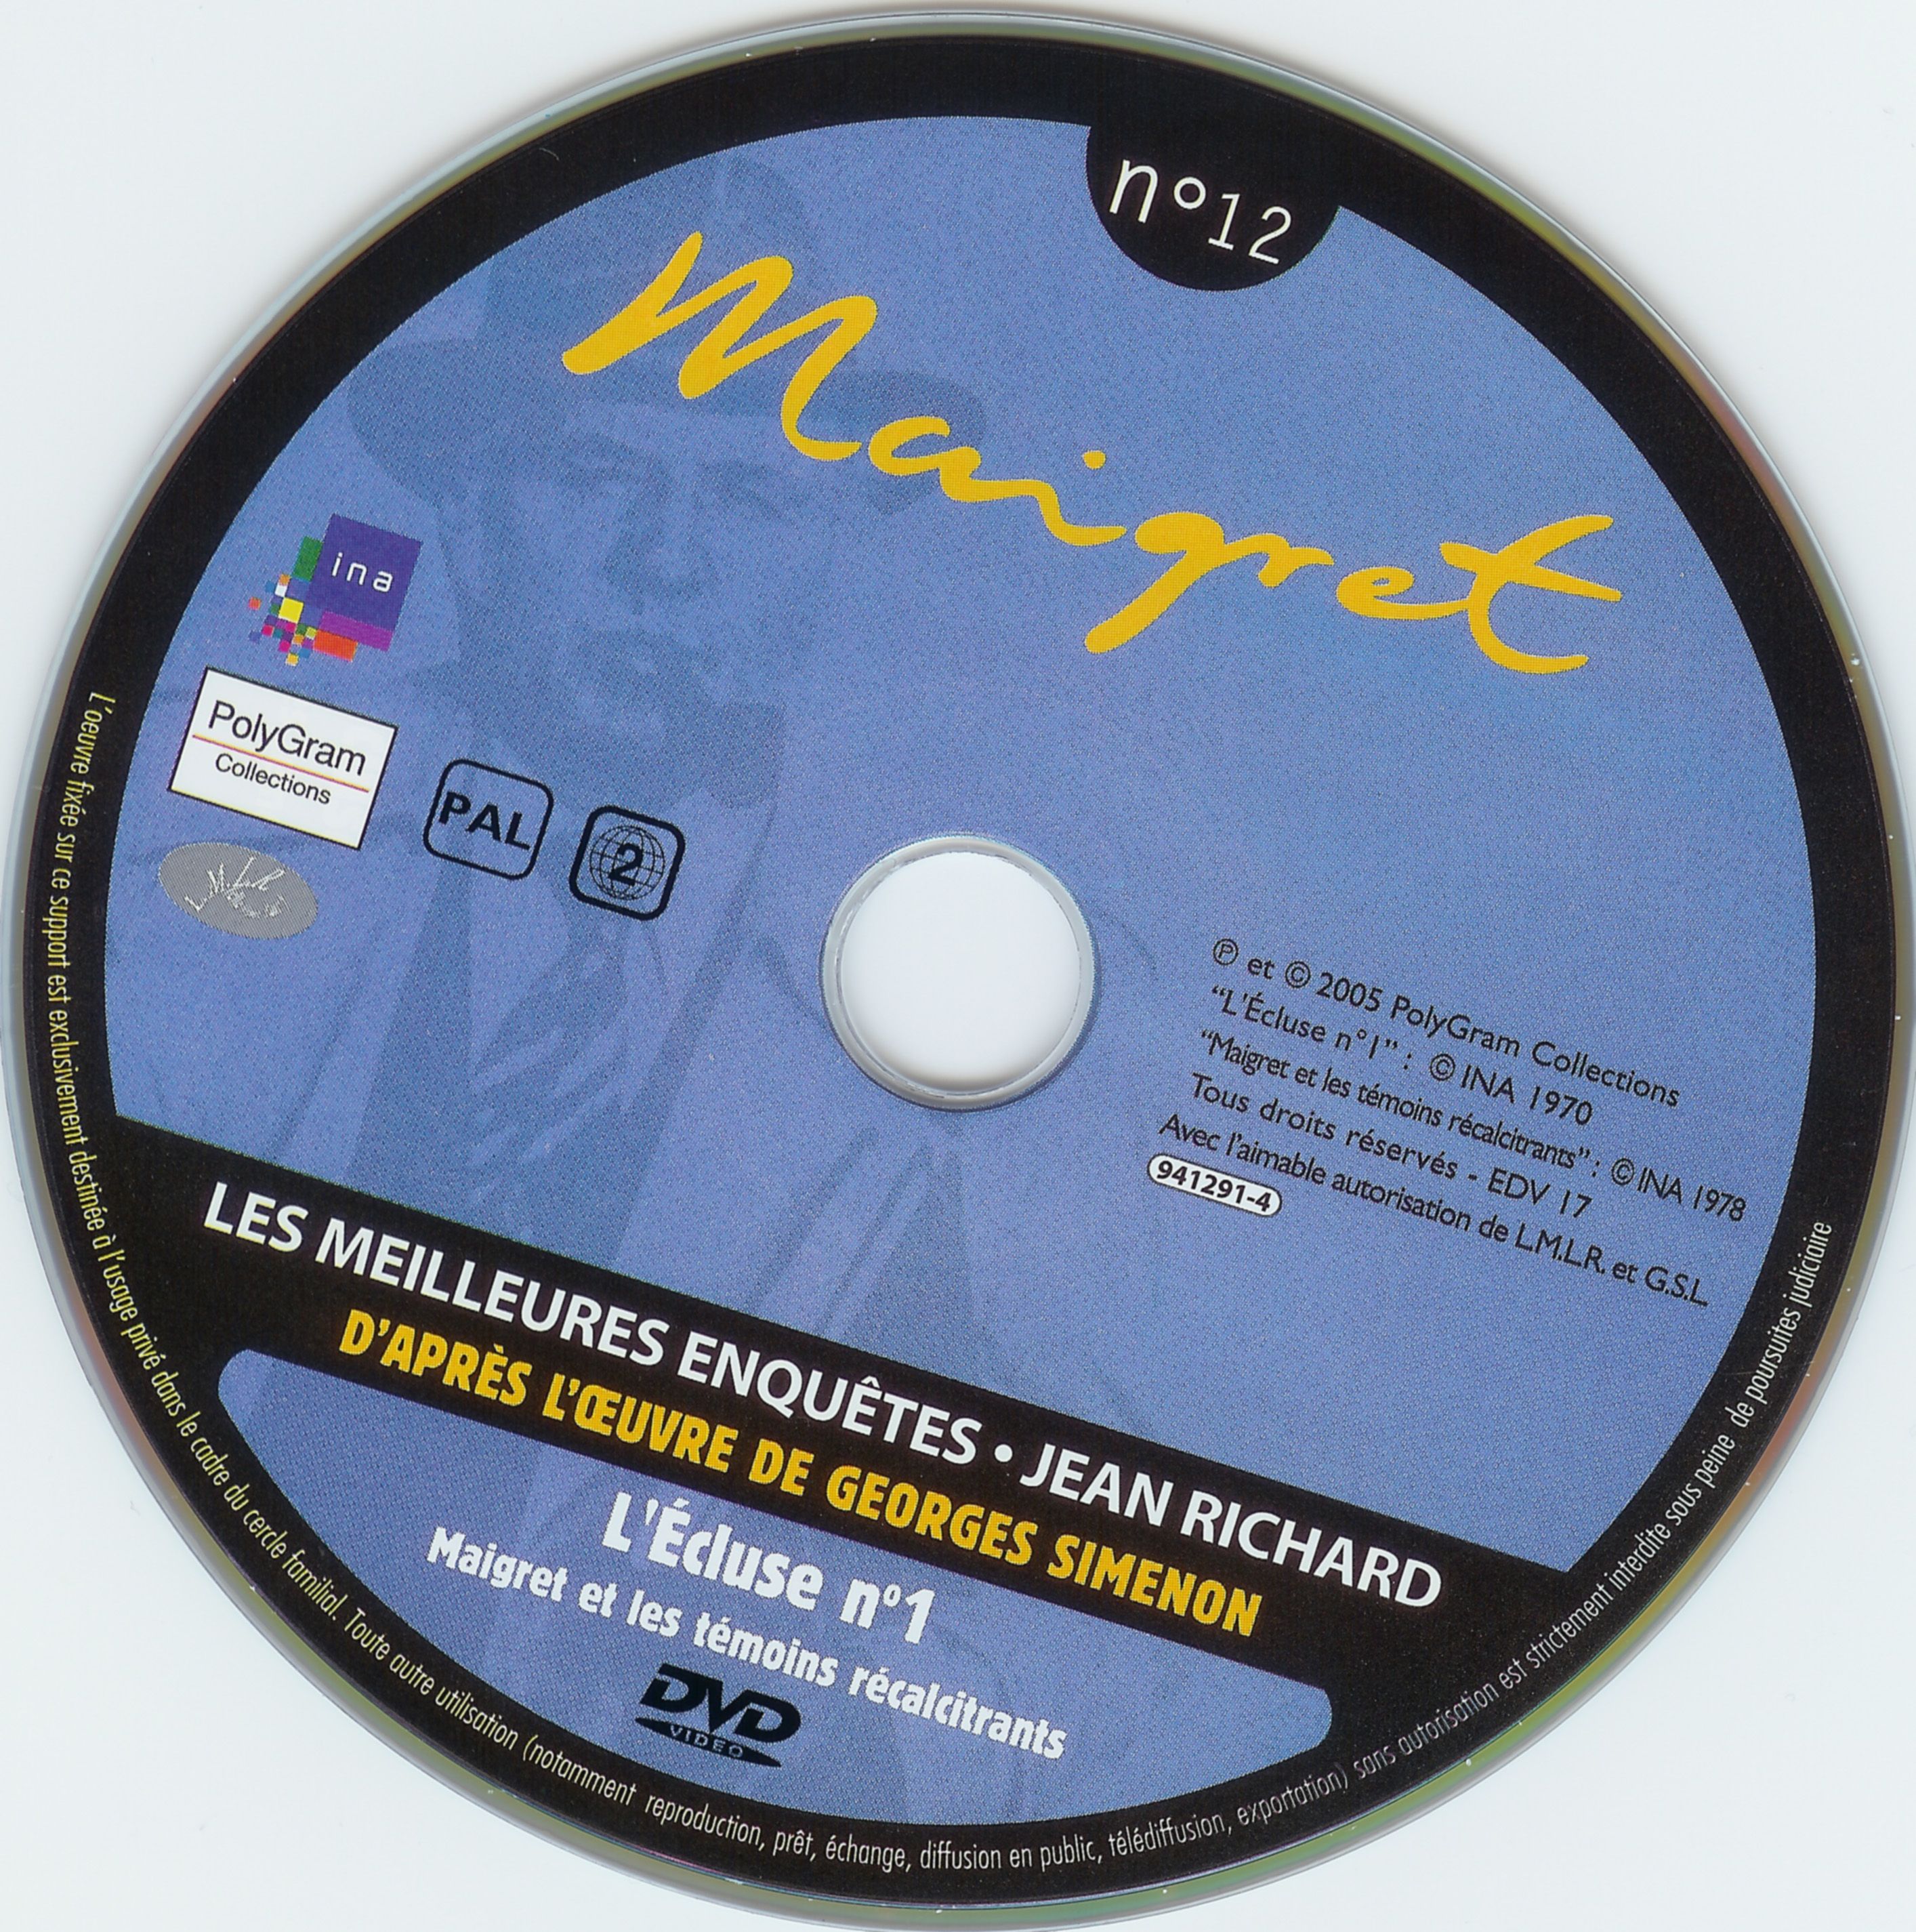 n°12
Maigret
ina
PolyGram
Collections
PAL
2
℗ et © 2005 PolyGram Collections
“L'Écluse n°1” : © INA 1970
“Maigret et les témoins récalcitrants” : © INA 1978
Tous droits réservés - EDV 17
Avec l'aimable autorisation de L.M.L.R. et G.S.L.
941291-4
LES MEILLEURES ENQUÊTES • JEAN RICHARD
D'APRÈS L'ŒUVRE DE GEORGES SIMENON
L'Écluse n°1
Maigret et les témoins récalcitrants
DVD
VIDEO
L'oeuvre fixée sur ce support est exclusivement destinée à l'usage privé dans le cadre du cercle familial. Toute autre utilisation (notamment reproduction, prêt, échange, diffusion en public, télédiffusion, exportation) sans autorisation est strictement interdite sous peine de poursuites judiciaire